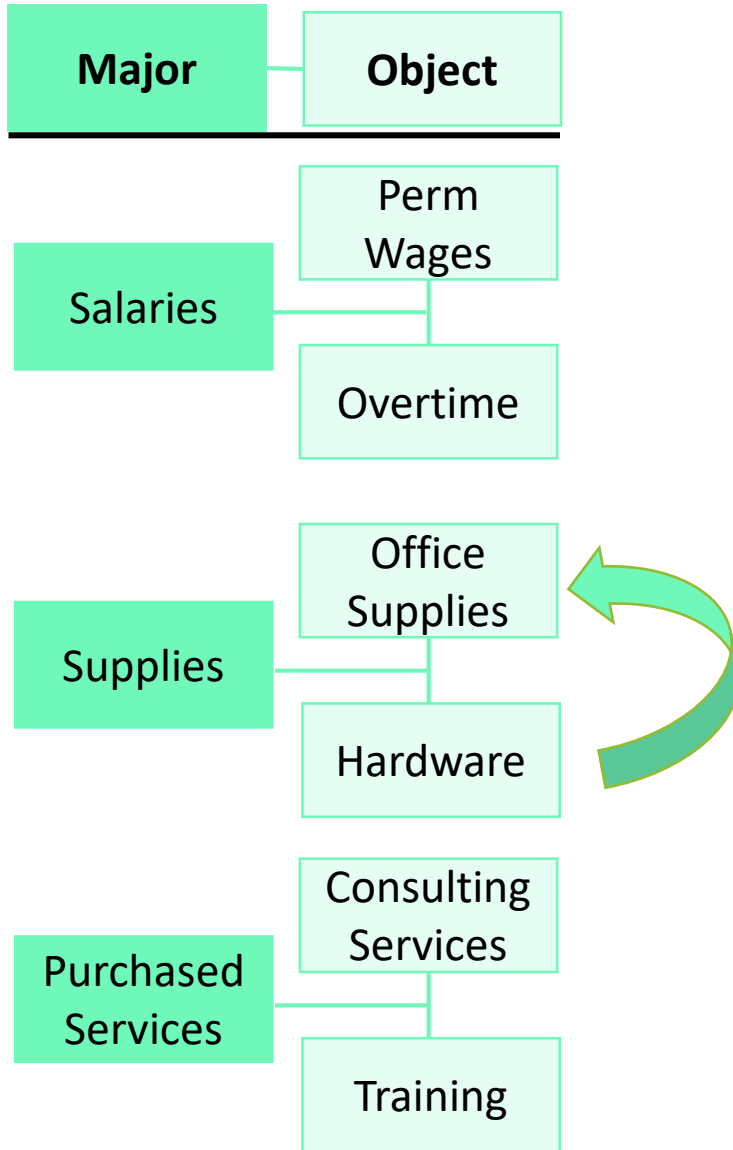 Major
Object
Perm
Wages
Salaries
Overtime
Office
Supplies
Supplies
Hardware
Consulting
Services
Purchased
Services
Training